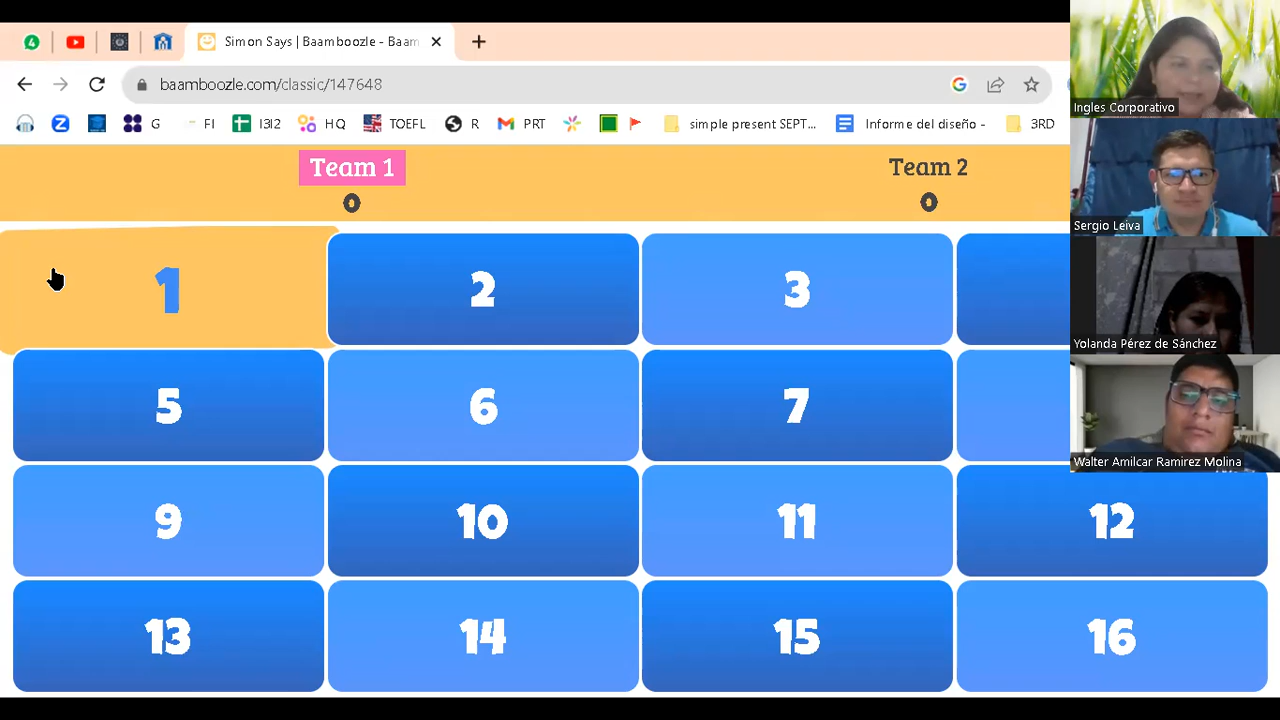 Simon Says | Baamboozle - Baam
baamboozle.com/classic/147648
G FI I3I2 HQ TOEFL R PRT simple present SEPT... Informe del diseño - 3RD
Team 1 Team 2
0 0
1 2 3
5 6 7
9 10 11 12
13 14 15 16
Ingles Corporativo
Sergio Leiva
Yolanda Pérez de Sánchez
Walter Amilcar Ramirez Molina